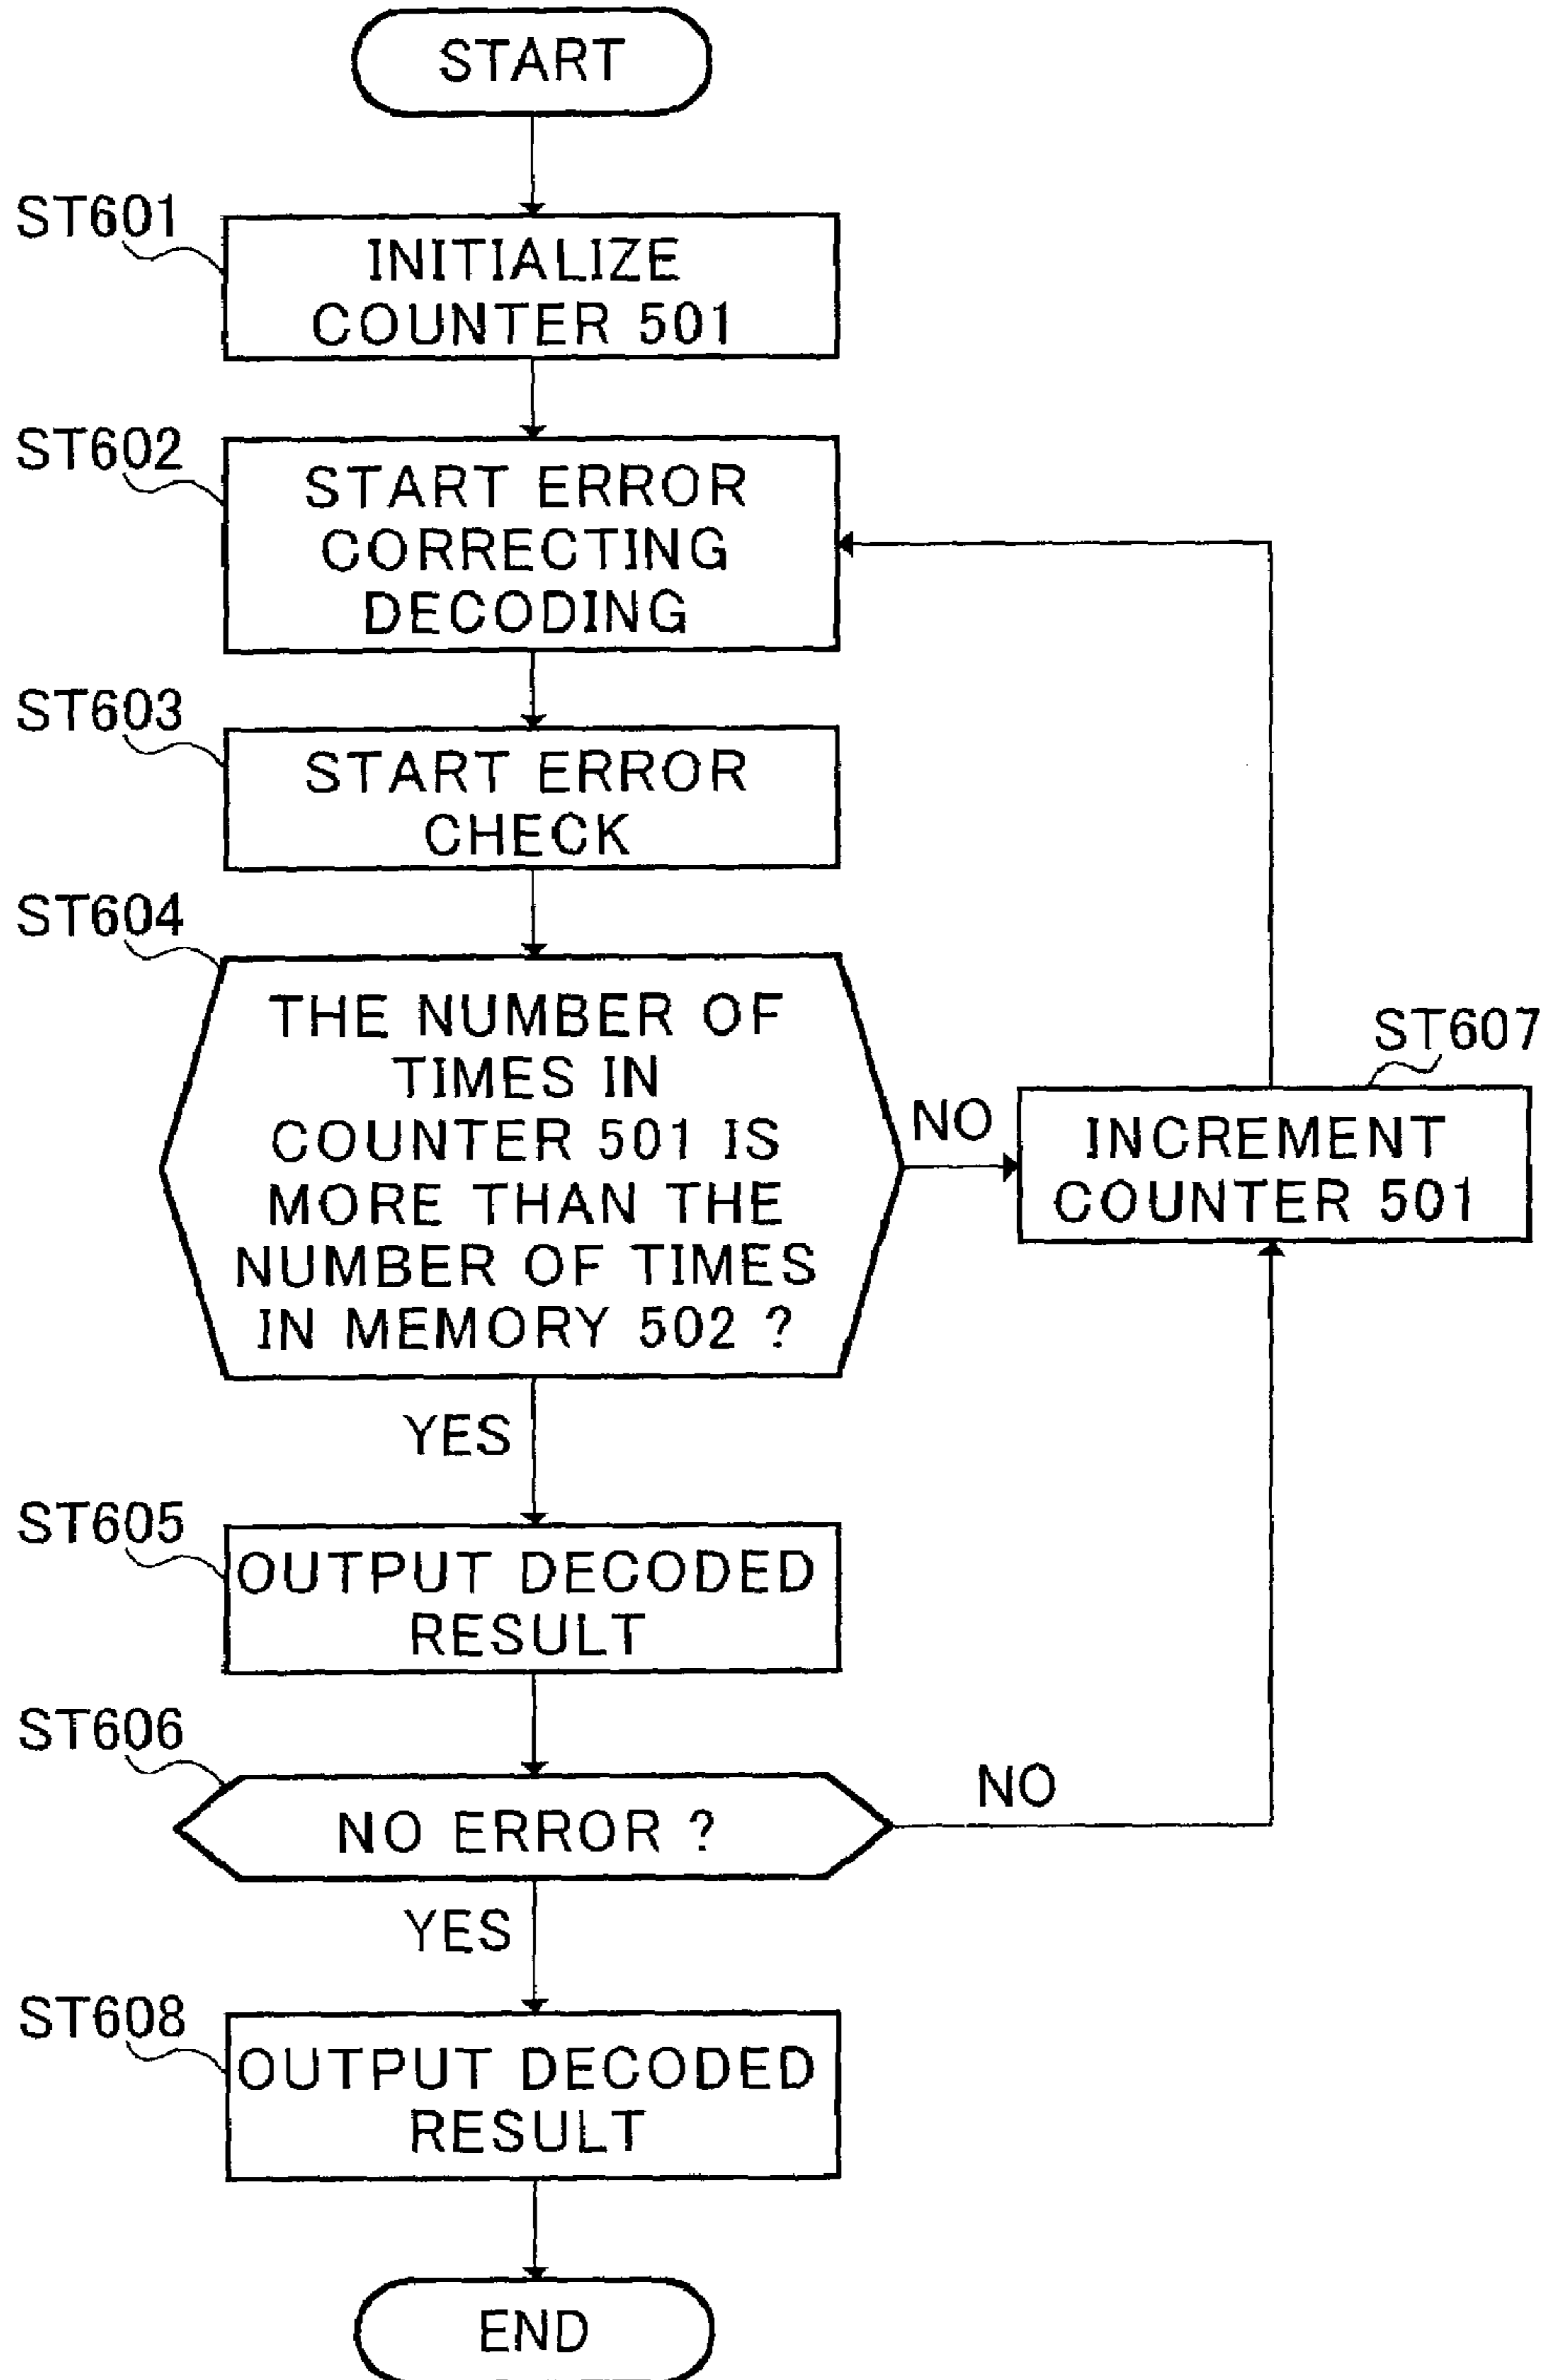 START
ST601
INITIALIZE
COUNTER 501
ST602
START ERROR
CORRECTING
DECODING
ST603
START ERROR
CHECK
ST604
THE NUMBER OF
TIMES IN
COUNTER 501 IS
MORE THAN THE
NUMBER OF TIMES
IN MEMORY 502 ?
NO
ST607
INCREMENT
COUNTER 501
YES
ST605
OUTPUT DECODED
RESULT
ST606
NO ERROR ?
NO
YES
ST608
OUTPUT DECODED
RESULT
END